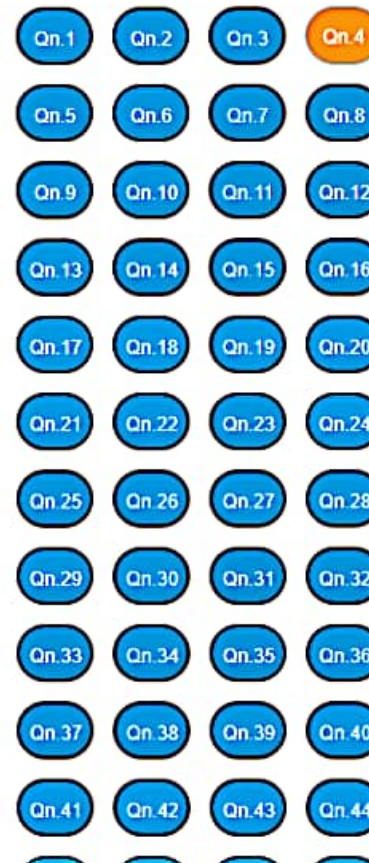 Qn.1 Qn.2 Qn.3 Qn.4
Qn.5 Qn.6 Qn.7 Qn.8
Qn.9 Qn.10 Qn.11 Qn.12
Qn.13 Qn.14 Qn.15 Qn.16
Qn.17 Qn.18 Qn.19 Qn.20
Qn.21 Qn.22 Qn.23 Qn.24
Qn.25 Qn.26 Qn.27 Qn.28
Qn.29 Qn.30 Qn.31 Qn.32
Qn.33 Qn.34 Qn.35 Qn.36
Qn.37 Qn.38 Qn.39 Qn.40
Qn.41 Qn.42 Qn.43 Qn.44